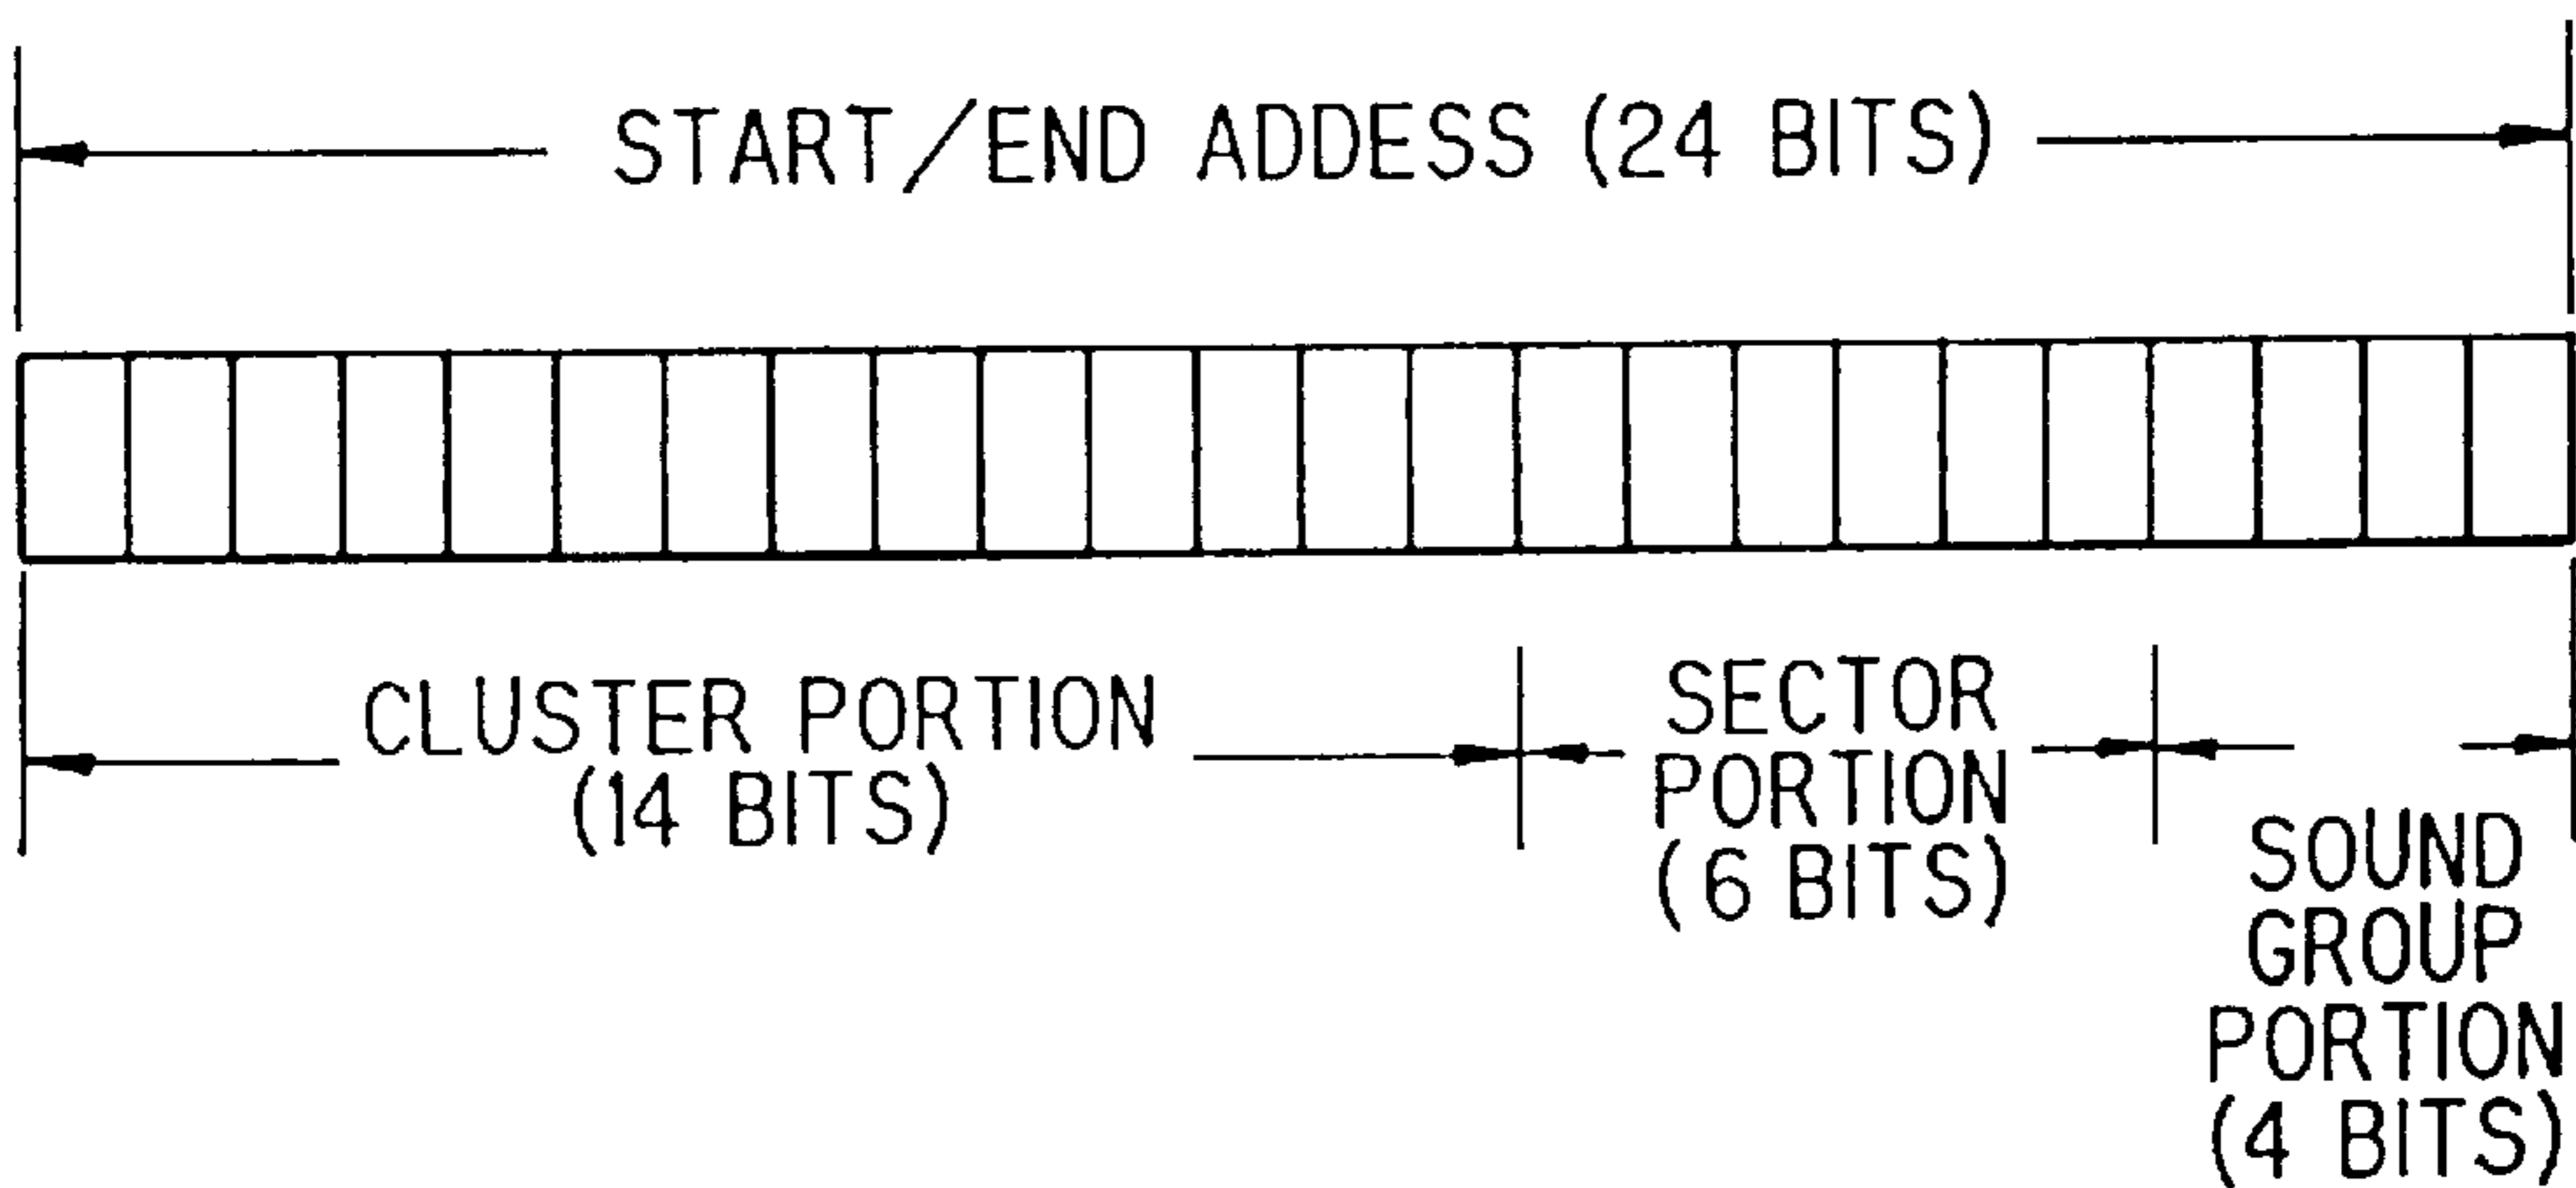 START/END ADDESS (24 BITS)
CLUSTER PORTION
(14 BITS)
SECTOR
PORTION
(6 BITS)
SOUND
GROUP
PORTION
(4 BITS)